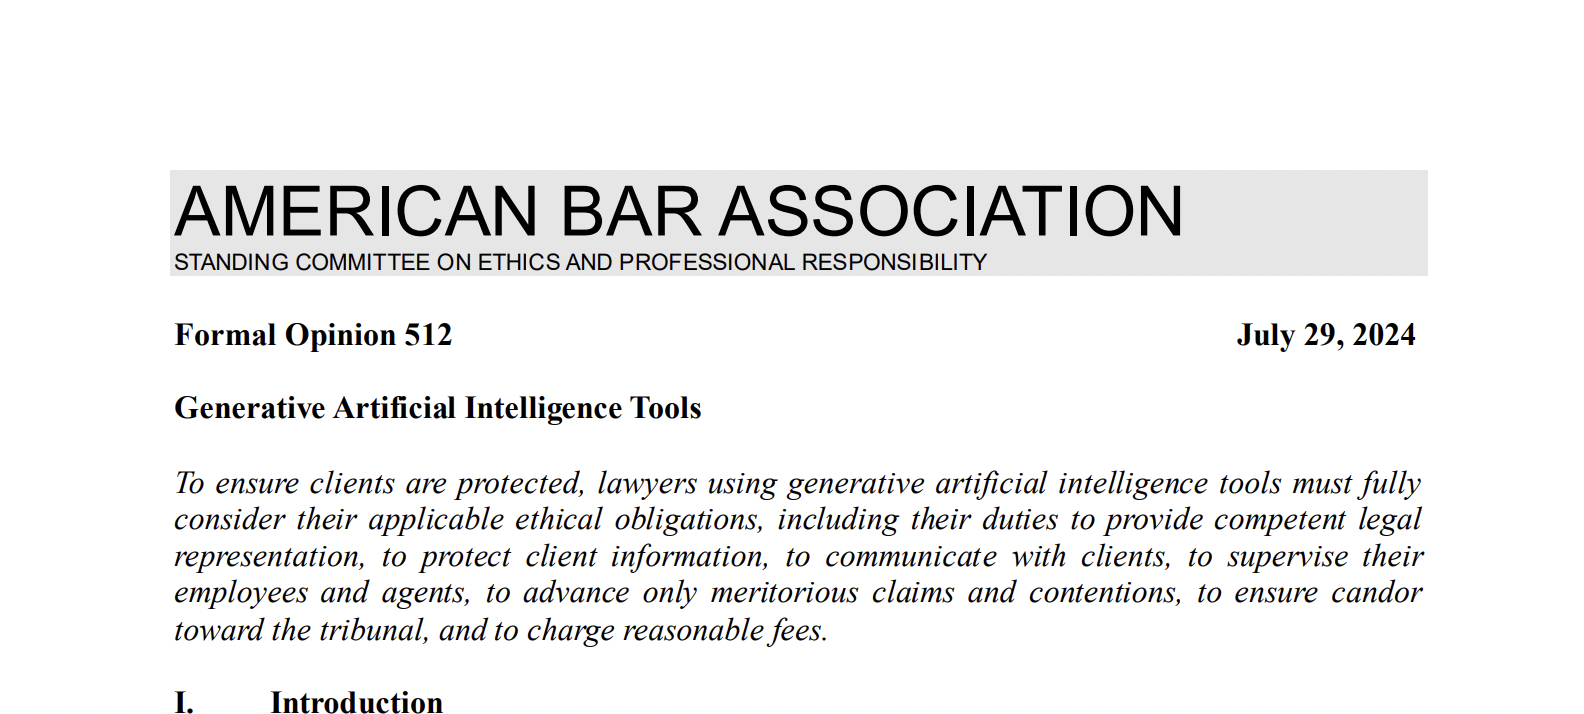 AMERICAN BAR ASSOCIATION
STANDING COMMITTEE ON ETHICS AND PROFESSIONAL RESPONSIBILITY
Formal Opinion 512 July 29, 2024
Generative Artificial Intelligence Tools
To ensure clients are protected, lawyers using generative artificial intelligence tools must fully
consider their applicable ethical obligations, including their duties to provide competent legal
representation, to protect client information, to communicate with clients, to supervise their
employees and agents, to advance only meritorious claims and contentions, to ensure candor
toward the tribunal, and to charge reasonable fees.
I. Introduction